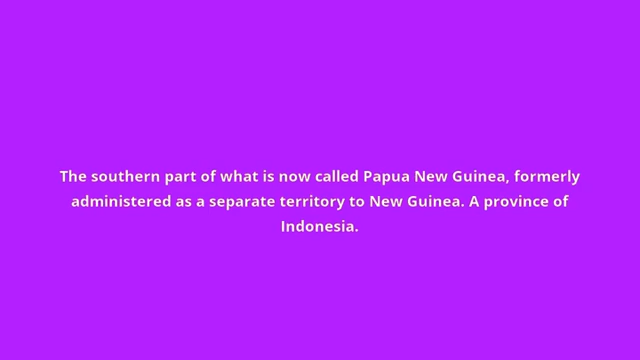 The southern part of what is now called Papua New Guinea, formerly
administered as a separate territory to New Guinea. A province of
Indonesia.